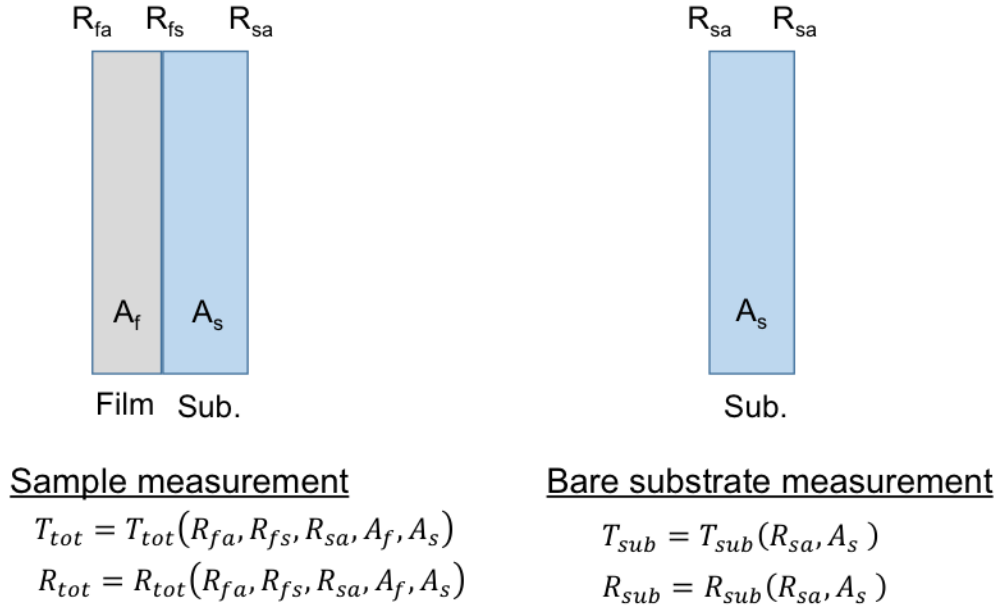 R_fa R_fs R_sa R_sa R_sa
A_f A_s A_s
Film Sub. Sub.
Sample measurement Bare substrate measurement
T_tot = T_tot(R_fa, R_fs, R_sa, A_f, A_s) T_sub = T_sub(R_sa, A_s)
R_tot = R_tot(R_fa, R_fs, R_sa, A_f, A_s) R_sub = R_sub(R_sa, A_s)